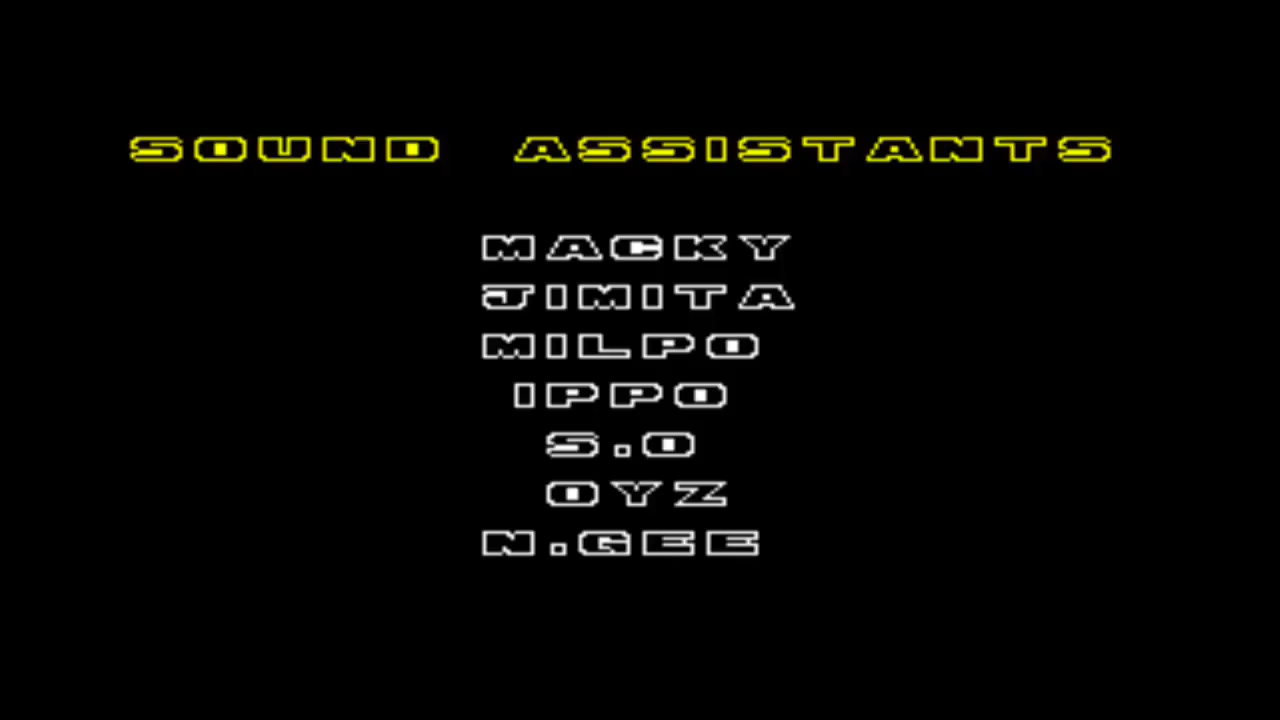 SOUND ASSISTANTS
MACKY
JIMITA
MILPO
IPPO
S.O
OYZ
N.GEE